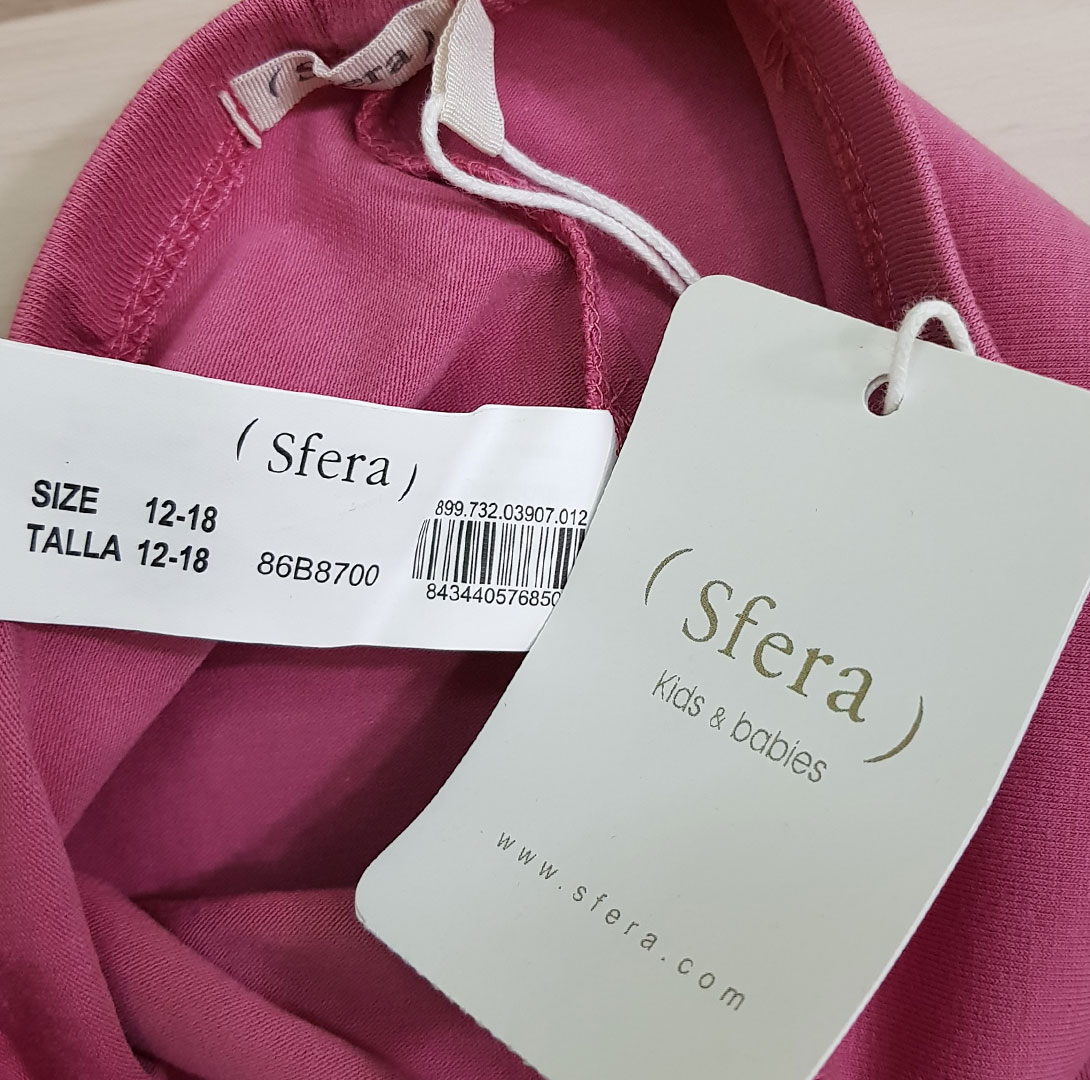 ( Sfera )
( Sfera )
SIZE 12-18
TALLA 12-18
86B8700
899.732.03907.012
843440576850
( Sfera )
Kids & babies
www.sfera.com